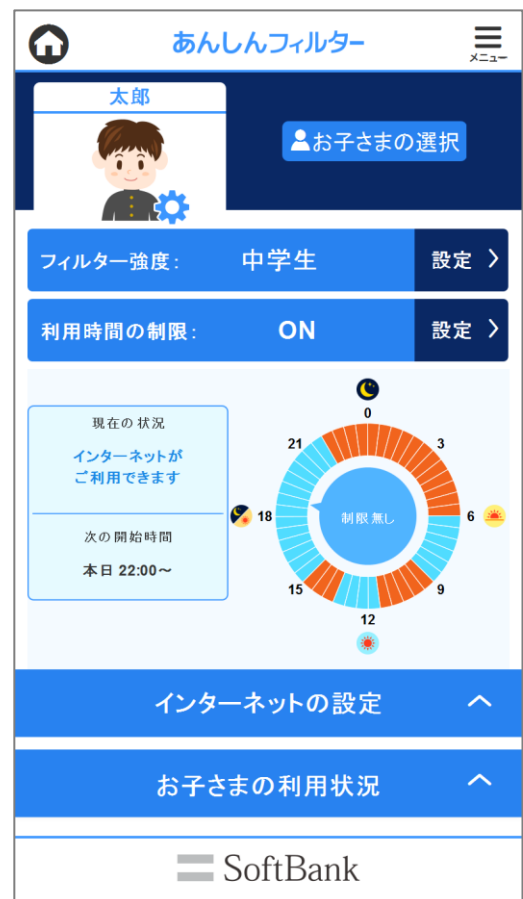 あんしんフィルター
メニュー
太郎
お子さまの選択
フィルター強度: 中学生 設定
利用時間の制限: ON 設定
現在の状況
インターネットが
ご利用できます
次の開始時間
本日 22:00～
0
21 3
18 制限無し 6
15 9
12
インターネットの設定
お子さまの利用状況
SoftBank